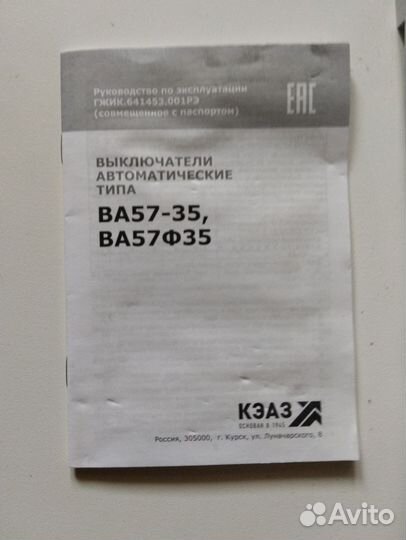 Руководство по эксплуатации
ГЖИК.641453.001РЭ
(совмещенное с паспортом)
ЕАС
ВЫКЛЮЧАТЕЛИ
АВТОМАТИЧЕСКИЕ
ТИПА
ВА57-35,
ВА57Ф35
КЭАЗ
ОСНОВАН В 1945
Россия, 305000, г. Курск, ул. Луначарского, 8
Avito